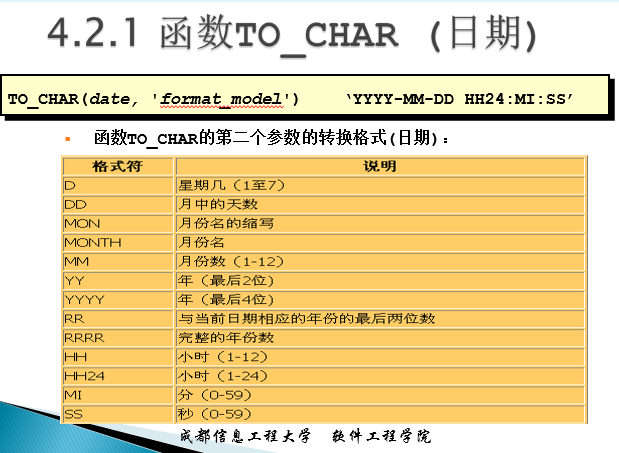 4.2.1 函数TO_CHAR (日期)
TO_CHAR(date, 'format_model') ‘YYYY-MM-DD HH24:MI:SS’
函数TO_CHAR的第二个参数的转换格式(日期)：
格式符 说明
D 星期几（1至7）
DD 月中的天数
MON 月份名的缩写
MONTH 月份名
MM 月份数（1-12）
YY 年（最后2位）
YYYY 年（最后4位）
RR 与当前日期相应的年份的最后两位数
RRRR 完整的年份数
HH 小时（1-12）
HH24 小时（1-24）
MI 分（0-59）
SS 秒（0-59）
成都信息工程大学 软件工程学院